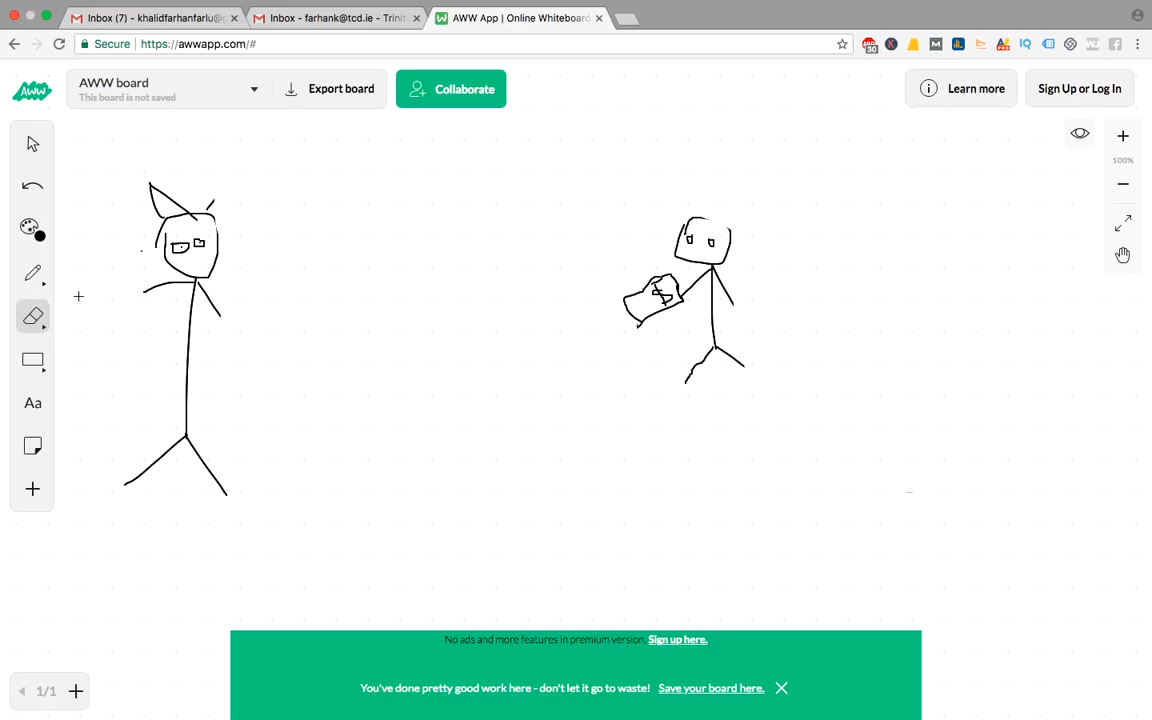 Inbox (7) - khalidfarhanfarlu@g
Inbox - farhank@tcd.ie - Trinit
AWW App | Online Whiteboard
Secure
https://awwapp.com/#
AWW
AWW board
This board is not saved
Export board
Collaborate
Learn more
Sign Up or Log In
100%
Aa
1/1
No ads and more features in premium version. Sign up here.
You've done pretty good work here - don't let it go to waste! Save your board here.